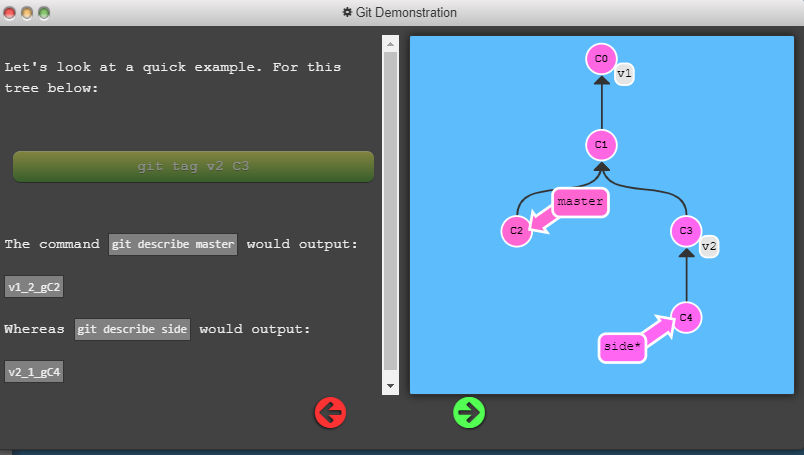 Git Demonstration
Let's look at a quick example. For this
tree below:
git tag v2 C3
The command git describe master would output:
v1_2_gC2
Whereas git describe side would output:
v2_1_gC4
C0
v1
C1
master
C2
C3
v2
C4
side*